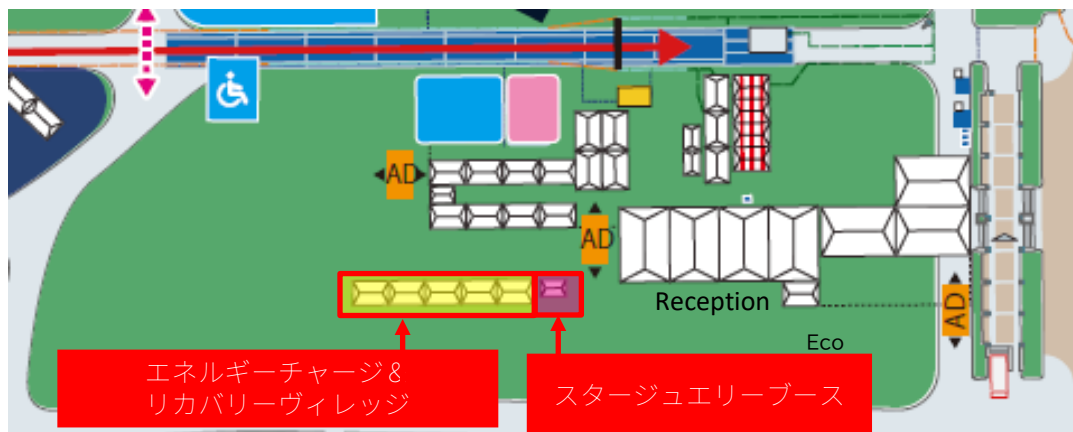 AD
AD
Reception
AD
Eco
エネルギーチャージ&
リカバリーヴィレッジ
スタージュエリーブース